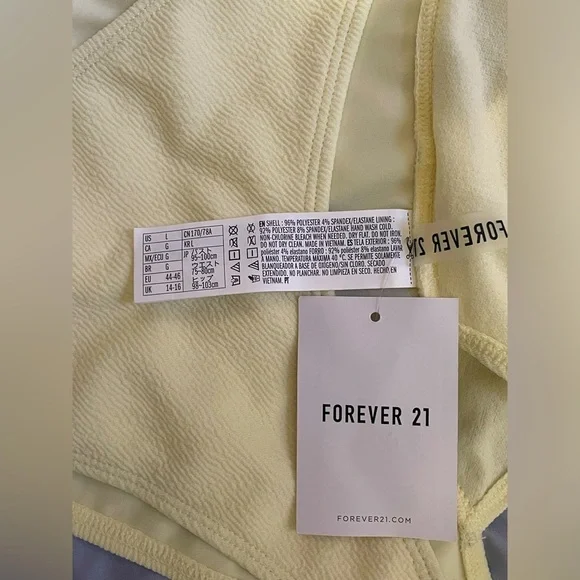 US L CN 170/78A
CA G KR L
MX/ECU G JP バスト
BR G 95~100cm
EU 44-46 ウエスト
UK 14-16 75~80cm
ヒップ
98~103cm
EN SHELL : 96% POLYESTER 4% SPANDEX/ELASTANE LINING :
92% POLYESTER 8% SPANDEX/ELASTANE HAND WASH COLD.
NON-CHLORINE BLEACH WHEN NEEDED. DRY FLAT. DO NOT IRON.
DO NOT DRY CLEAN. MADE IN VIETNAM. ES TELA EXTERIOR : 96%
poliéster 4% elastano FORRO : 92% poliéster 8% elastano LAVAR
A MANO. TEMPERATURA MÁXIMA 40 °C. SE PERMITE SOLAMENTE
BLANQUEADOR A BASE DE OXÍGENO/SIN CLORO. SECADO
EXTENDIDO. NO PLANCHAR. NO LIMPIEZA EN SECO. HECHO EN
VIETNAM. PT
FOREVER 21
FOREVER 21
FOREVER21.COM